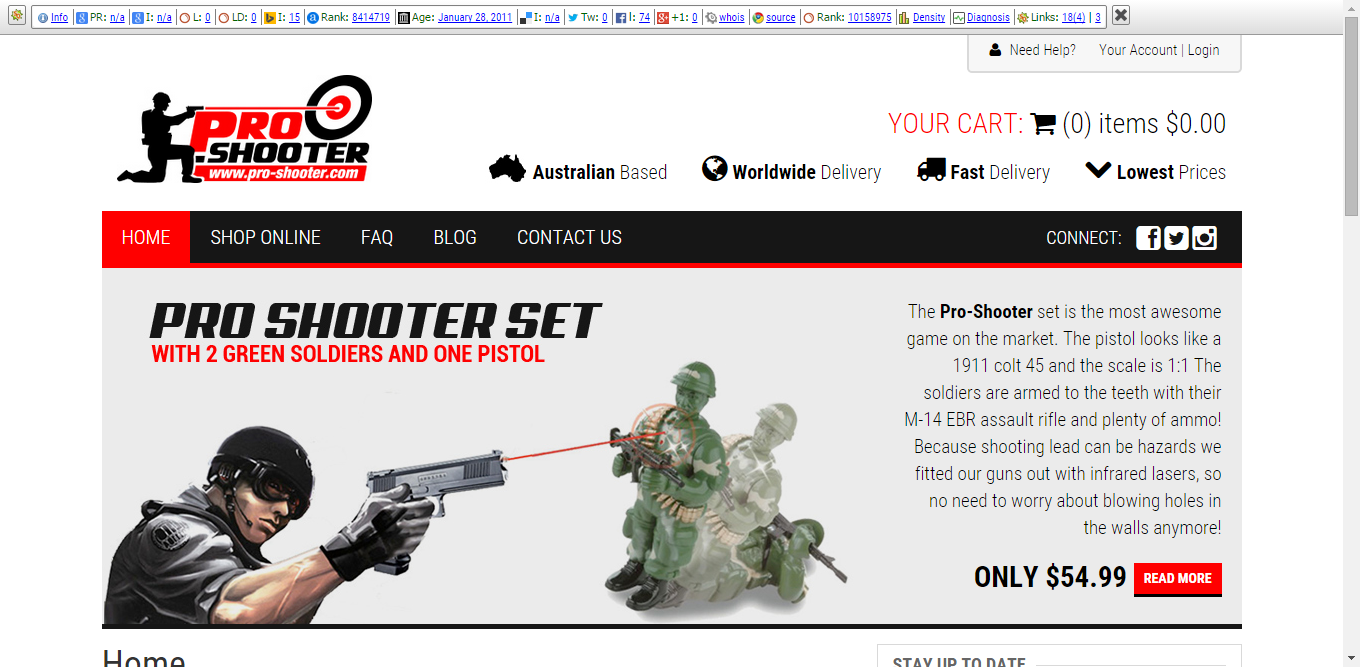 Info PR: n/a I: n/a L: 0 LD: 0 I: 15 Rank: 8414719 Age: January 28, 2011 I: n/a Tw: 0 l: 74 +1: 0 whois source Rank: 10158975 Density Diagnosis Links: 18(4) | 3
Need Help? Your Account | Login
PRO
SHOOTER
www.pro-shooter.com
YOUR CART: (0) items $0.00
Australian Based Worldwide Delivery Fast Delivery Lowest Prices
HOME SHOP ONLINE FAQ BLOG CONTACT US CONNECT:
PRO SHOOTER SET
WITH 2 GREEN SOLDIERS AND ONE PISTOL
The Pro-Shooter set is the most awesome
game on the market. The pistol looks like a
1911 colt 45 and the scale is 1:1 The
soldiers are armed to the teeth with their
M-14 EBR assault rifle and plenty of ammo!
Because shooting lead can be hazards we
fitted our guns out with infrared lasers, so
no need to worry about blowing holes in
the walls anymore!
ONLY $54.99 READ MORE
Home
STAY UP TO DATE